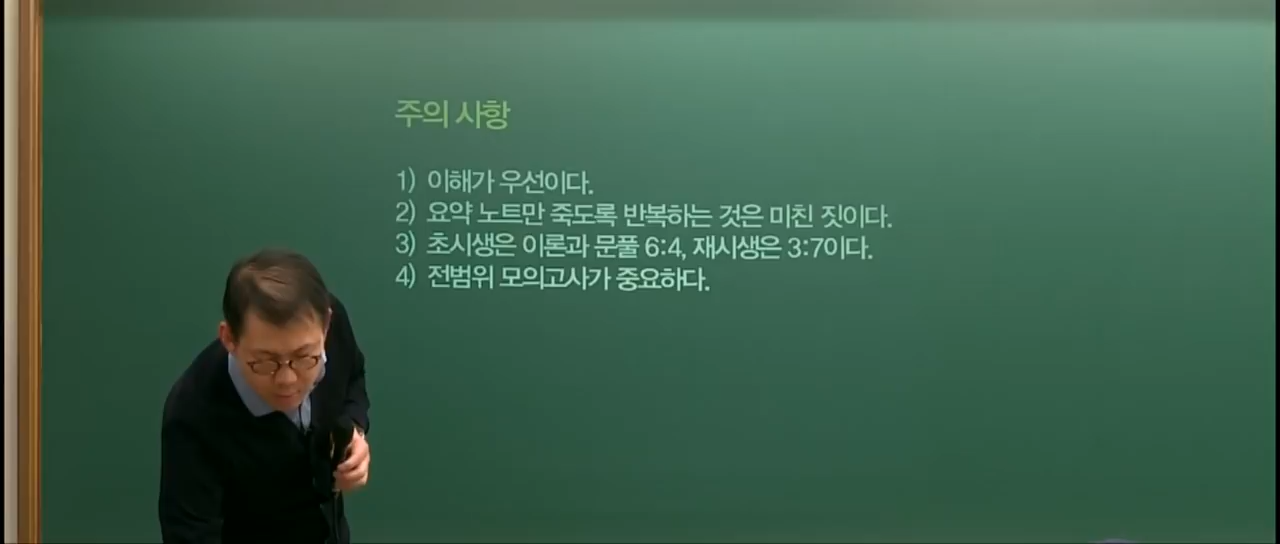 주의 사항
1) 이해가 우선이다.
2) 요약 노트만 죽도록 반복하는 것은 미친 짓이다.
3) 초시생은 이론과 문풀 6:4, 재시생은 3:7이다.
4) 전범위 모의고사가 중요하다.